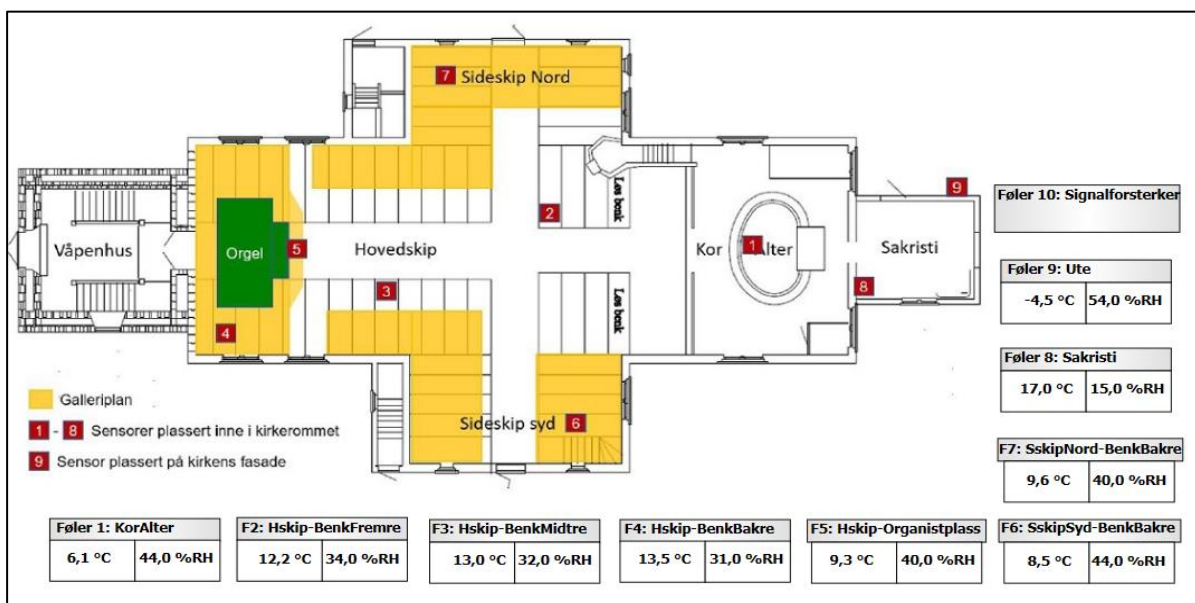 7 Sideskip Nord
Løs benk
9
2
Føler 10: Signalforsterker
Våpenhus
Orgel
5
Hovedskip
Kor
1
Alter
Sakristi
Føler 9: Ute
-4,5 °C 54,0 %RH
3
8
Løs benk
4
Føler 8: Sakristi
17,0 °C 15,0 %RH
Galleriplan
Sideskip syd 6
1 - 8 Sensorer plassert inne i kirkerommet
9 Sensor plassert på kirkens fasade
F7: SskipNord-BenkBakre
9,6 °C 40,0 %RH
Føler 1: KorAlter
6,1 °C 44,0 %RH
F2: Hskip-BenkFremre
12,2 °C 34,0 %RH
F3: Hskip-BenkMidtre
13,0 °C 32,0 %RH
F4: Hskip-BenkBakre
13,5 °C 31,0 %RH
F5: Hskip-Organistplass
9,3 °C 40,0 %RH
F6: SskipSyd-BenkBakre
8,5 °C 44,0 %RH